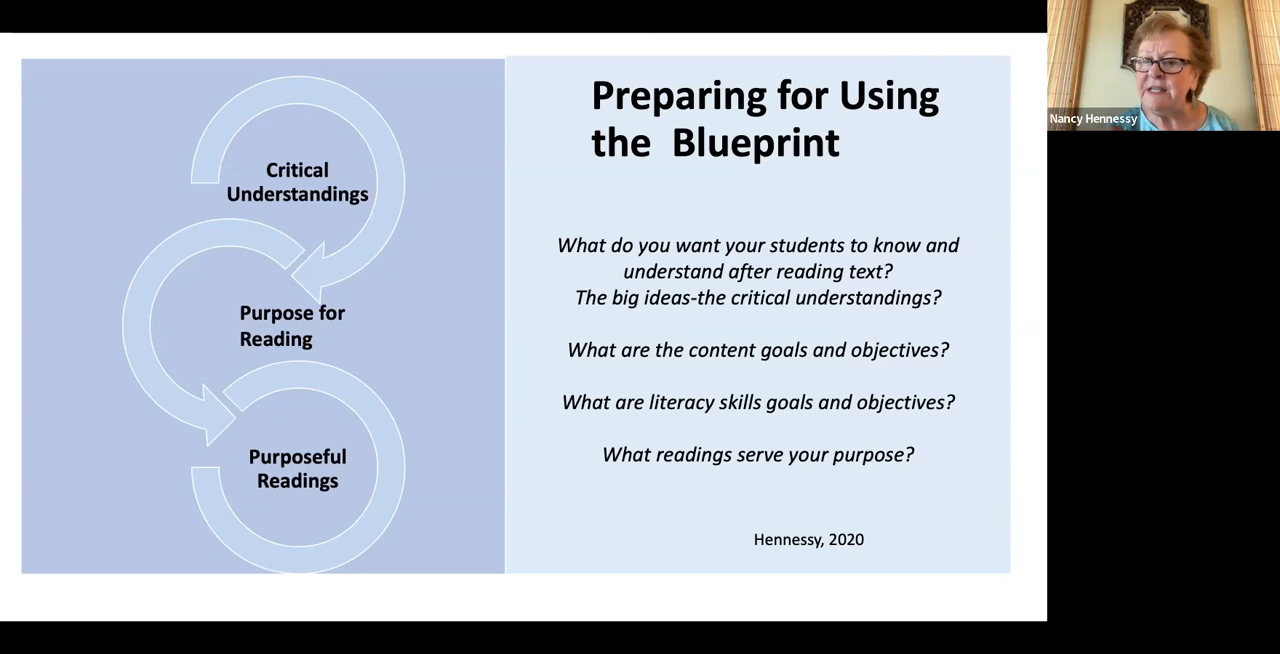 Preparing for Using
the Blueprint
Critical
Understandings
Purpose for
Reading
Purposeful
Readings
What do you want your students to know and
understand after reading text?
The big ideas-the critical understandings?
What are the content goals and objectives?
What are literacy skills goals and objectives?
What readings serve your purpose?
Hennessy, 2020
Nancy Hennessy